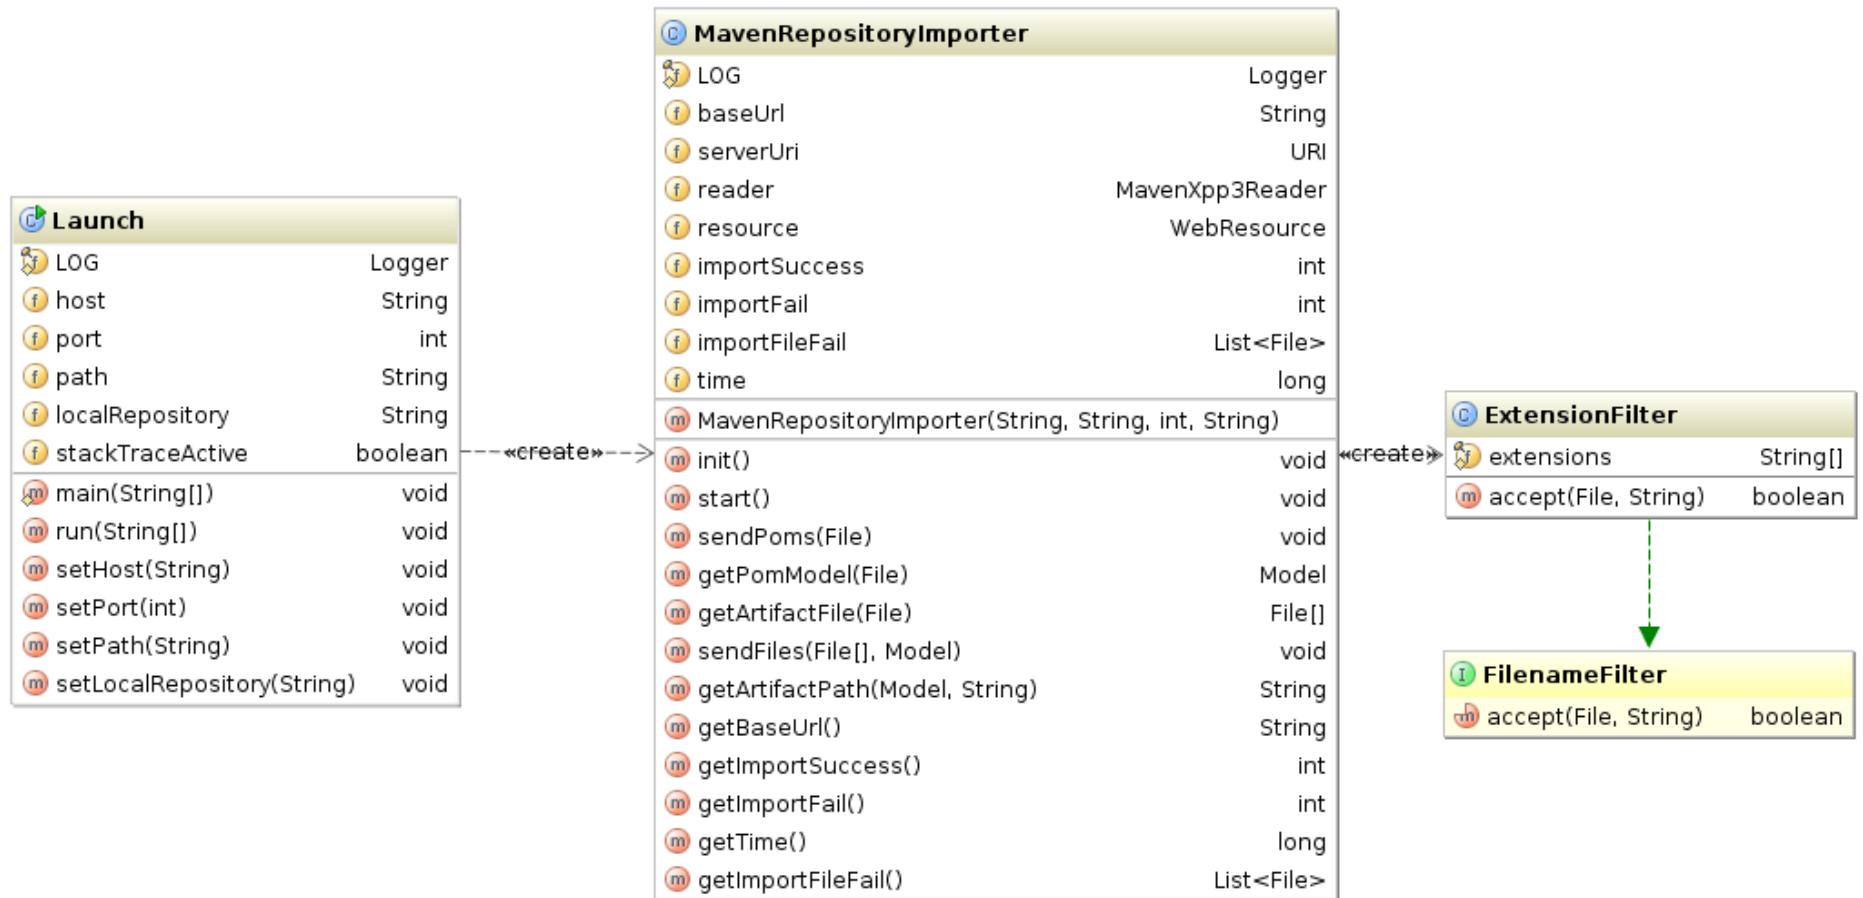 MavenRepositoryImporter
LOG Logger
baseUrl String
serverUri URI
reader MavenXpp3Reader
resource WebResource
importSuccess int
importFail int
importFileFail List<File>
time long
MavenRepositoryImporter(String, String, int, String)
init() void
start() void
sendPoms(File) void
getPomModel(File) Model
getArtifactFile(File) File[]
sendFiles(File[], Model) void
getArtifactPath(Model, String) String
getBaseUrl() String
getImportSuccess() int
getImportFail() int
getTime() long
getImportFileFail() List<File>
Launch
LOG Logger
host String
port int
path String
localRepository String
stackTraceActive boolean
main(String[]) void
run(String[]) void
setHost(String) void
setPort(int) void
setPath(String) void
setLocalRepository(String) void
«create»
«create»
ExtensionFilter
extensions String[]
accept(File, String) boolean
FilenameFilter
accept(File, String) boolean